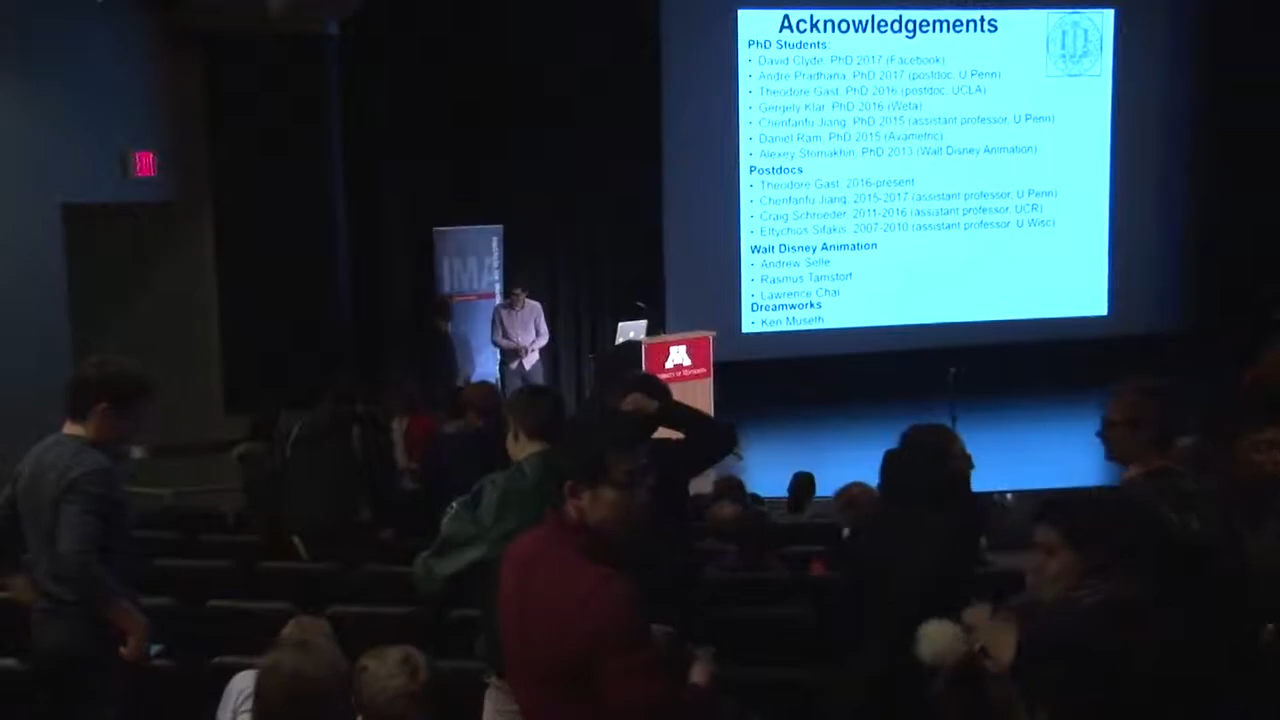 Acknowledgements
PhD Students:
• David Clyde, PhD 2017 (Facebook)
• Andre Pradhana, PhD 2017 (postdoc, U Penn)
• Theodore Gast, PhD 2016 (postdoc, UCLA)
• Gergely Klar, PhD 2016 (Weta)
• Chenfanfu Jiang, PhD 2015 (assistant professor, U Penn)
• Daniel Ram, PhD 2015 (Avametric)
• Alexey Stomakhin, PhD 2013 (Walt Disney Animation)
Postdocs
• Theodore Gast, 2016-present
• Chenfanfu Jiang, 2015-2017 (assistant professor, U Penn)
• Craig Schroeder, 2011-2016 (assistant professor, UCR)
• Eftychios Sifakis, 2007-2010 (assistant professor, U Wisc)
Walt Disney Animation
• Andrew Selle
• Rasmus Tamstorf
• Lawrence Chai
Dreamworks
• Ken Museth
EXIT
IMA
M
University of Minnesota